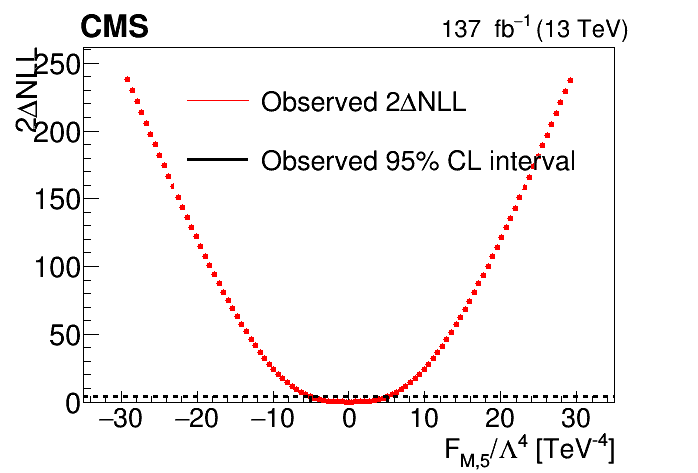 CMS
137 fb⁻¹ (13 TeV)
2ΔNLL
250
200
150
100
50
0
Observed 2ΔNLL
Observed 95% CL interval
−30 −20 −10 0 10 20 30
F_M,5/Λ⁴ [TeV⁻⁴]